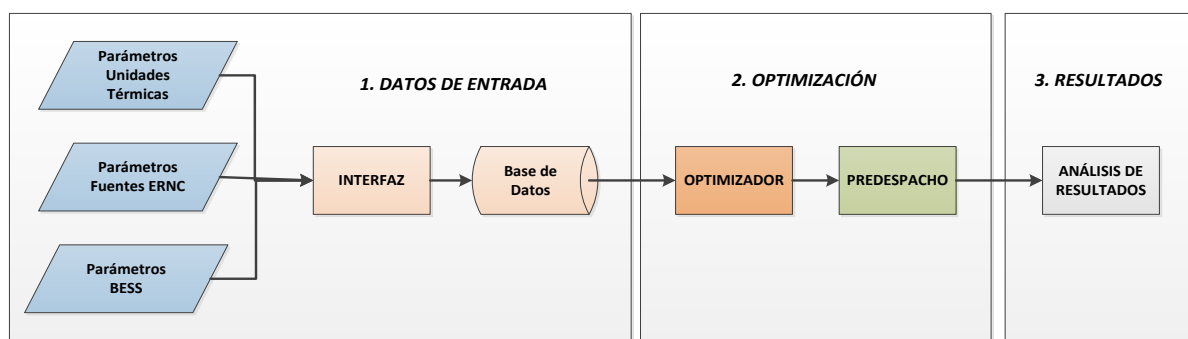 1. DATOS DE ENTRADA
Parámetros
Unidades
Térmicas
Parámetros
Fuentes ERNC
Parámetros
BESS
INTERFAZ
Base de
Datos
2. OPTIMIZACIÓN
OPTIMIZADOR
PREDESPACHO
3. RESULTADOS
ANÁLISIS DE
RESULTADOS